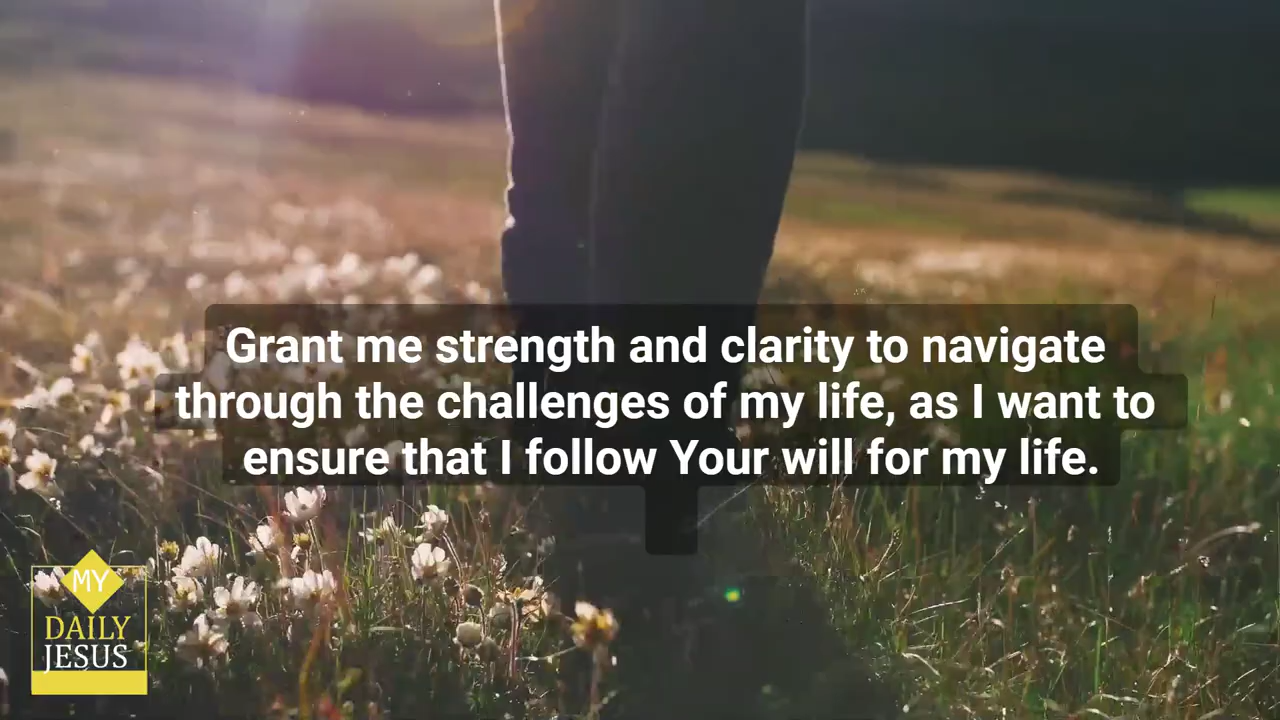 Grant me strength and clarity to navigate
through the challenges of my life, as I want to
ensure that I follow Your will for my life.
MY
DAILY
JESUS